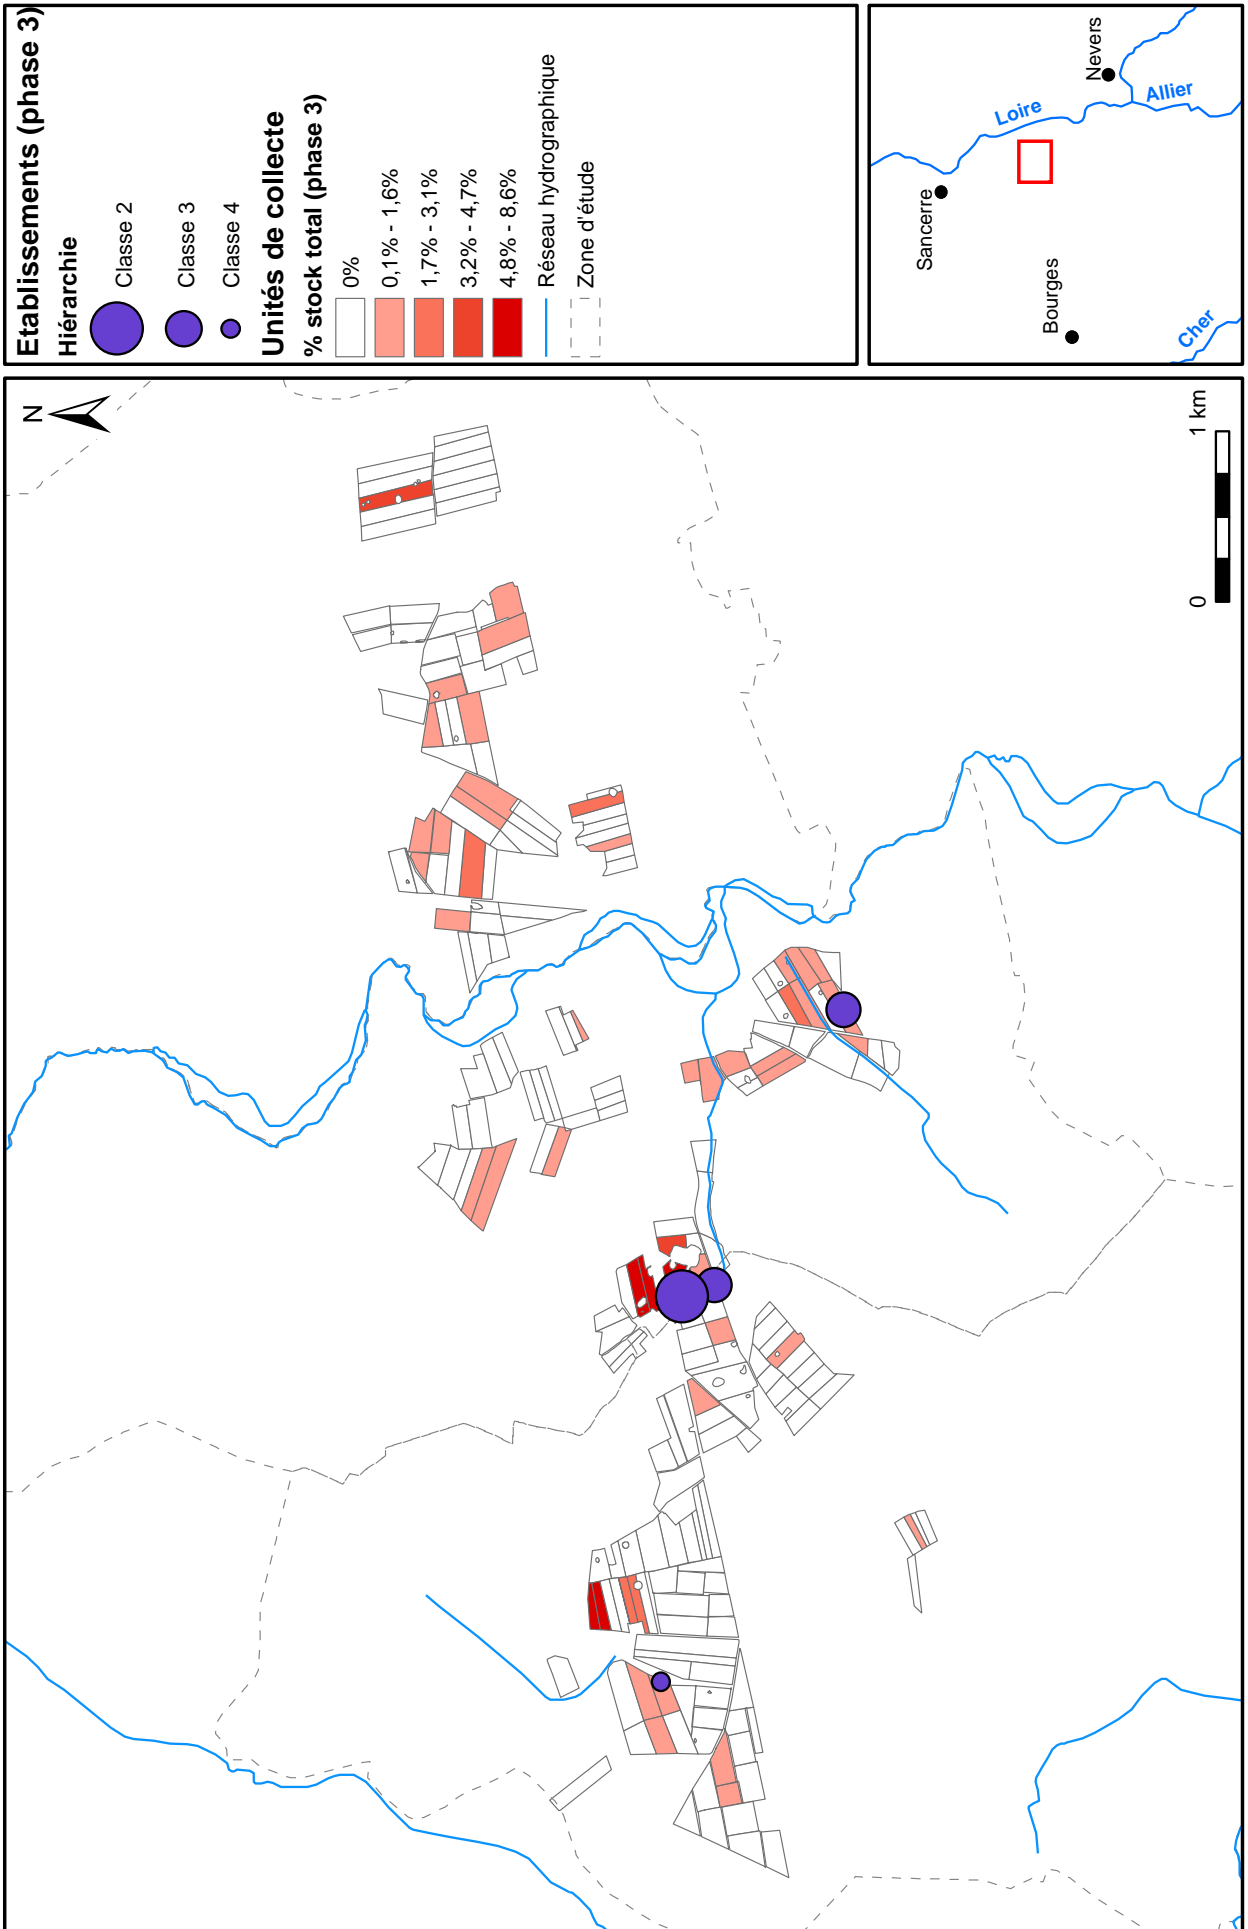 Etablissements (phase 3)
Hiérarchie
Classe 2
Classe 3
Classe 4
Unités de collecte
% stock total (phase 3)
0%
0,1% - 1,6%
1,7% - 3,1%
3,2% - 4,7%
4,8% - 8,6%
Réseau hydrographique
Zone d'étude
Sancerre
Bourges
Nevers
Loire
Allier
Cher
N
0 1 km